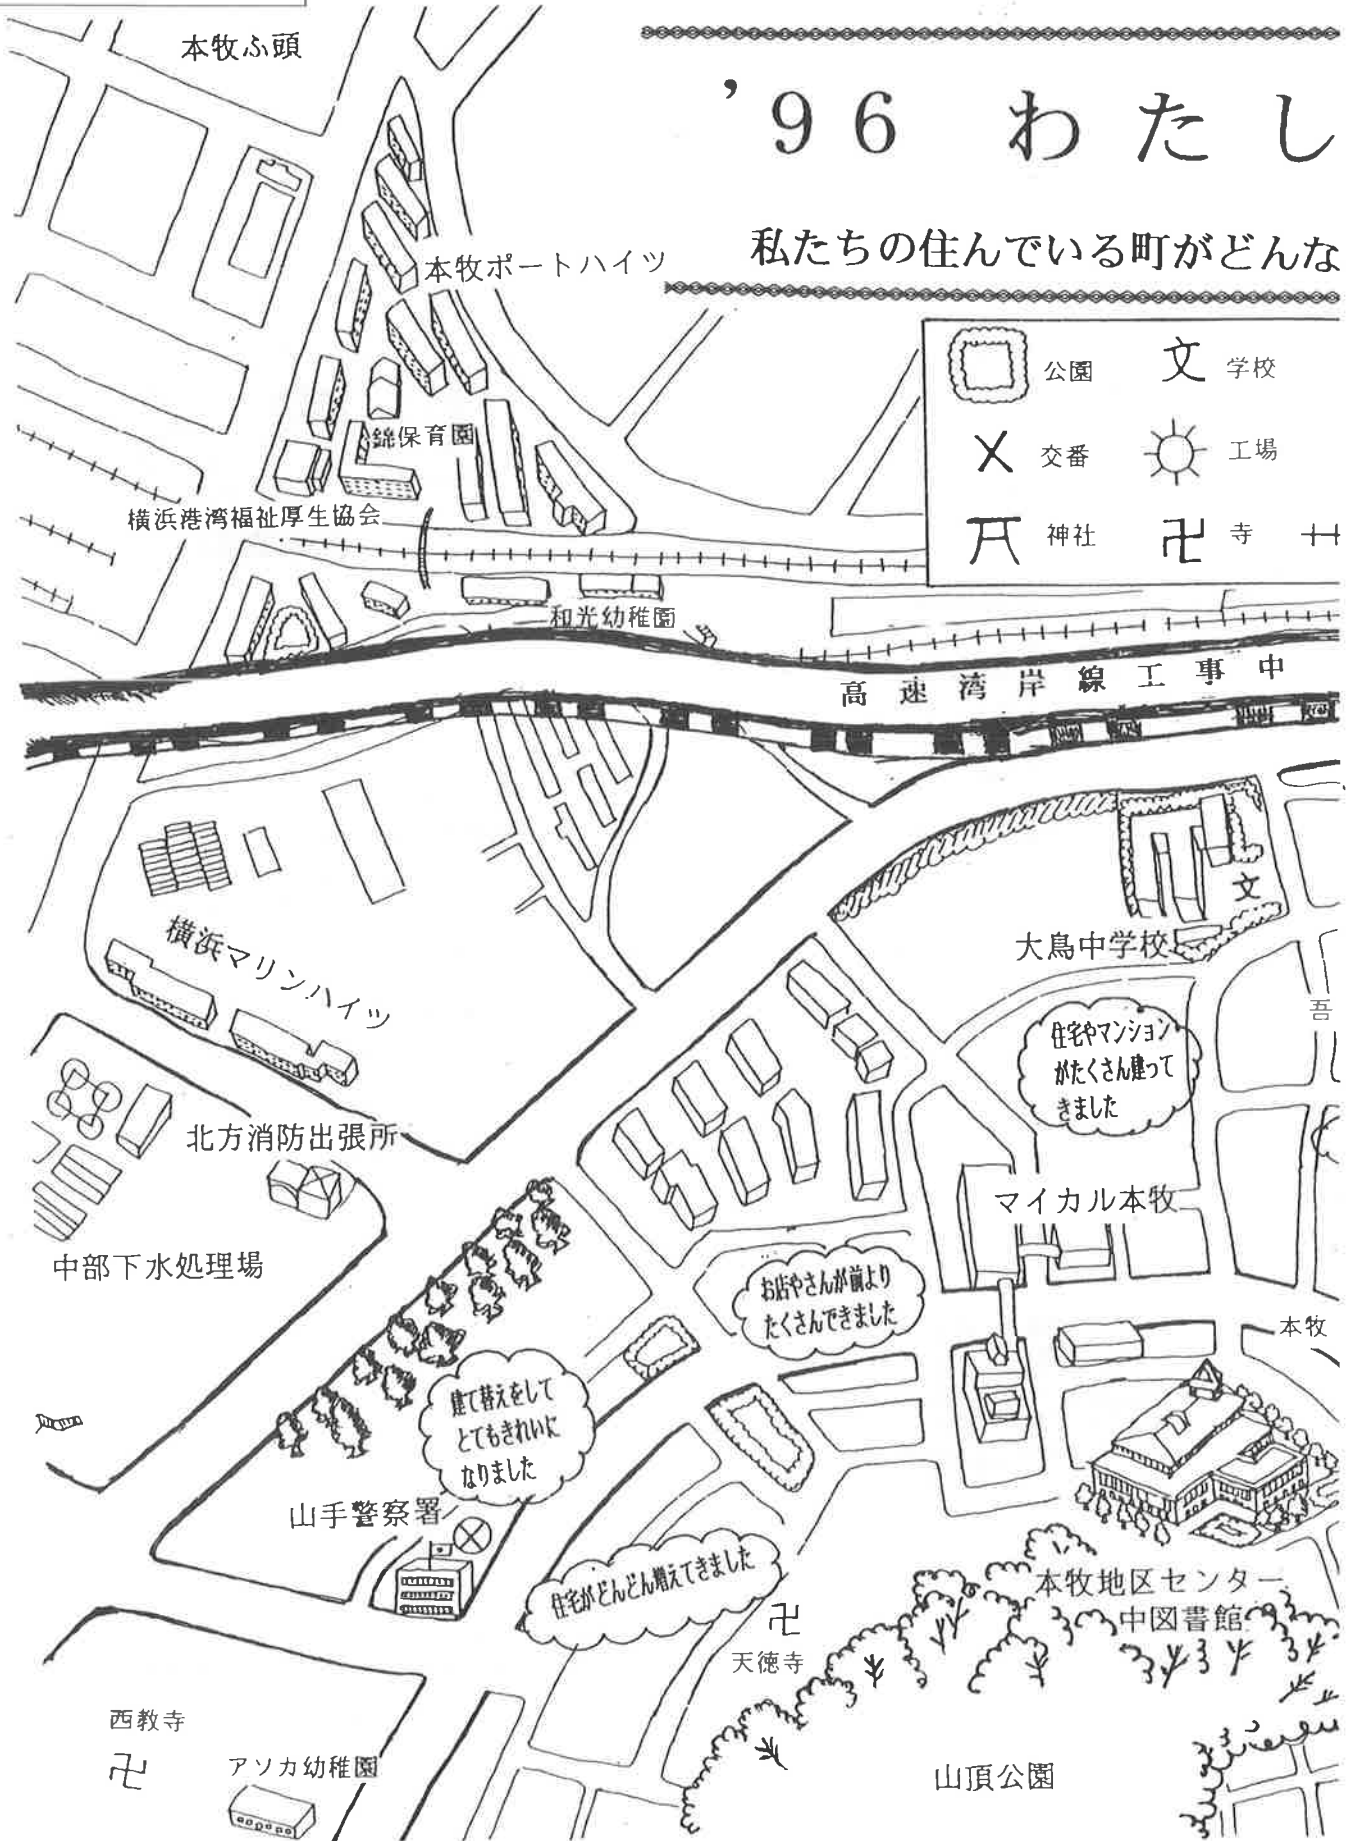 本牧ふ頭
’96 わたし
私たちの住んでいる町がどんな
本牧ポートハイツ
公園
文 学校
交番
工場
神社
卍 寺
錦保育園
横浜港湾福祉厚生協会
和光幼稚園
高速湾岸線工事中
文
大鳥中学校
横浜マリンハイツ
吾
住宅やマンション
がたくさん建って
きました
北方消防出張所
マイカル本牧
中部下水処理場
お店やさんが前より
たくさんできました
本牧
建て替えをして
とてもきれいに
なりました
山手警察署
住宅がどんどん増えてきました
本牧地区センター
中図書館
卍
天徳寺
西教寺
卍
アソカ幼稚園
山頂公園